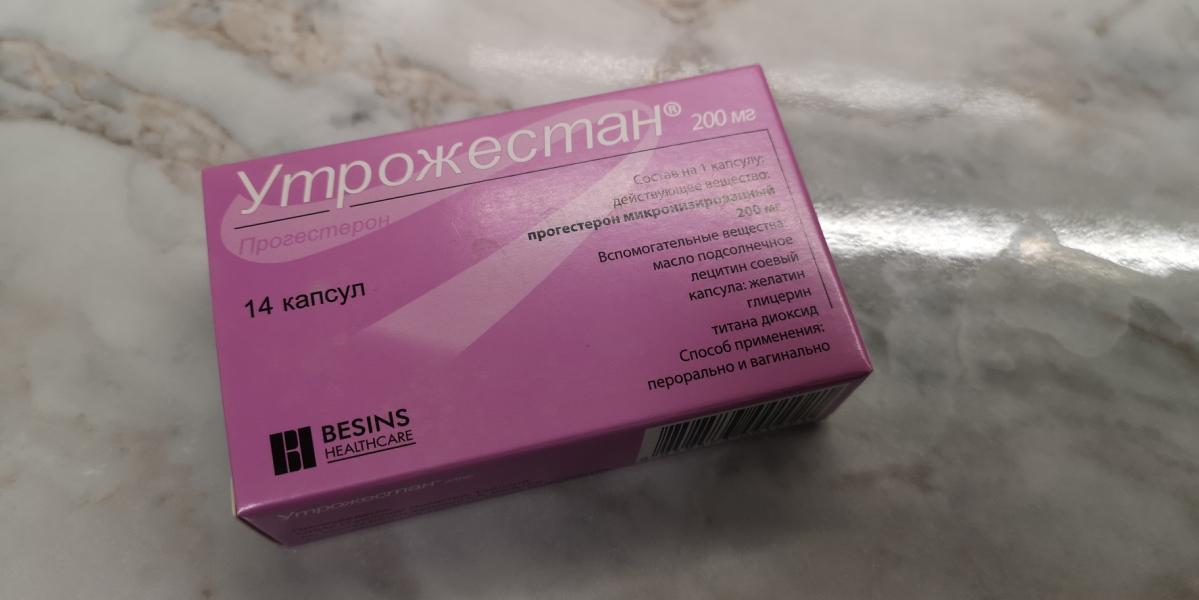 Утрожестан® 200 мг
Прогестерон
14 капсул
Состав на 1 капсулу:
действующее вещество:
прогестерон микронизированный
200 мг
Вспомогательные вещества:
масло подсолнечное
лецитин соевый
капсула: желатин
глицерин
титана диоксид
Способ применения:
перорально и вагинально
BESINS
HEALTHCARE
Утрожестан®